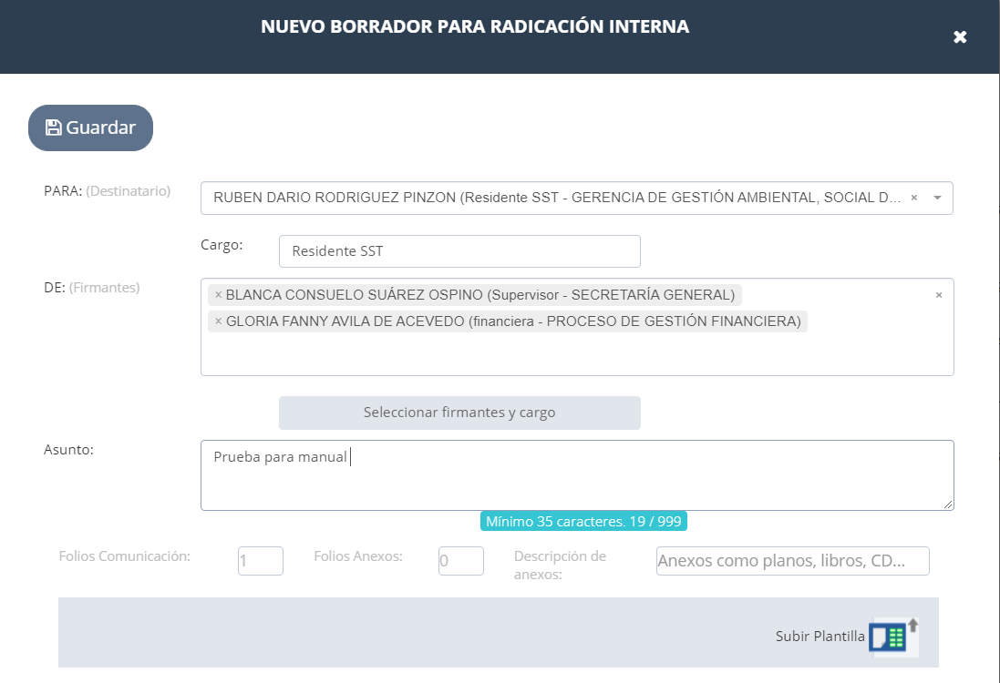 NUEVO BORRADOR PARA RADICACIÓN INTERNA
Guardar
PARA: (Destinatario)
RUBEN DARIO RODRIGUEZ PINZON (Residente SST - GERENCIA DE GESTIÓN AMBIENTAL, SOCIAL D... ×
Cargo:
Residente SST
DE: (Firmantes)
× BLANCA CONSUELO SUÁREZ OSPINO (Supervisor - SECRETARÍA GENERAL) ×
× GLORIA FANNY AVILA DE ACEVEDO (financiera - PROCESO DE GESTIÓN FINANCIERA)
Seleccionar firmantes y cargo
Asunto:
Prueba para manual
Mínimo 35 caracteres. 19 / 999
Folios Comunicación:
1
Folios Anexos:
0
Descripción de
anexos:
Anexos como planos, libros, CD...
Subir Plantilla